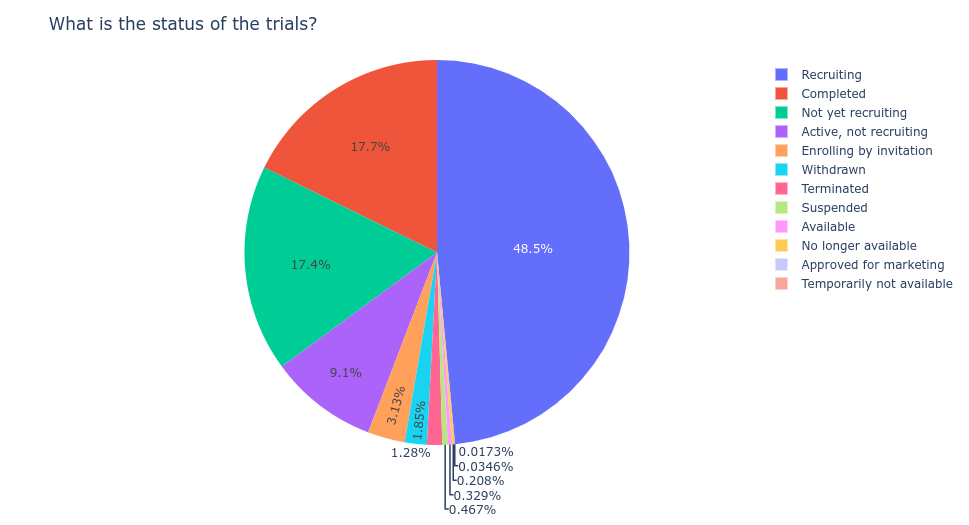 What is the status of the trials?
Recruiting
Completed
Not yet recruiting
Active, not recruiting
Enrolling by invitation
Withdrawn
Terminated
Suspended
Available
No longer available
Approved for marketing
Temporarily not available
17.7%
48.5%
17.4%
9.1%
3.13%
1.85%
1.28%
0.0173%
0.0346%
0.208%
0.329%
0.467%